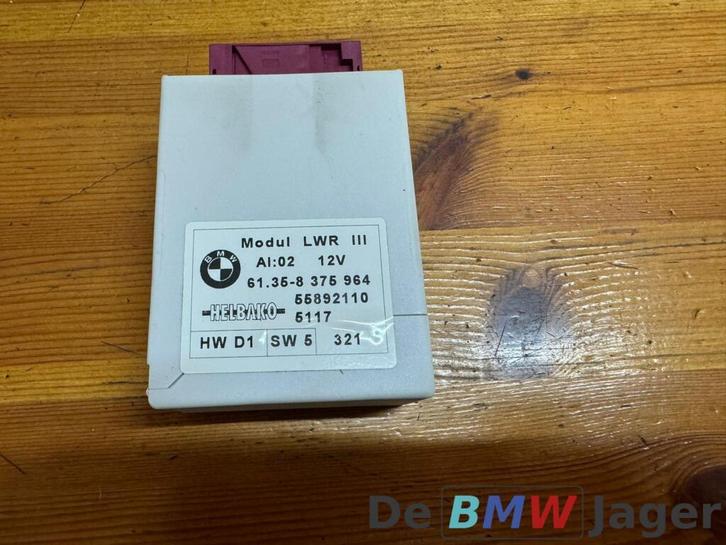 BMW
Modul LWR III
AI:02 12V
61.35-8 375 964
55892110
HELBAKO
5117
HW D1 SW 5 321 S
De BMW Jager